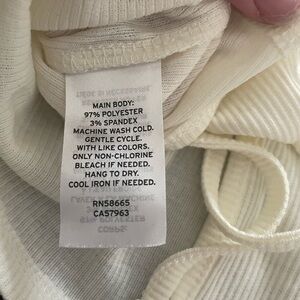 MAIN BODY:
97% POLYESTER
3% SPANDEX
MACHINE WASH COLD.
GENTLE CYCLE.
WITH LIKE COLORS.
ONLY NON-CHLORINE
BLEACH IF NEEDED.
HANG TO DRY.
COOL IRON IF NEEDED.
RN58665
CA57963